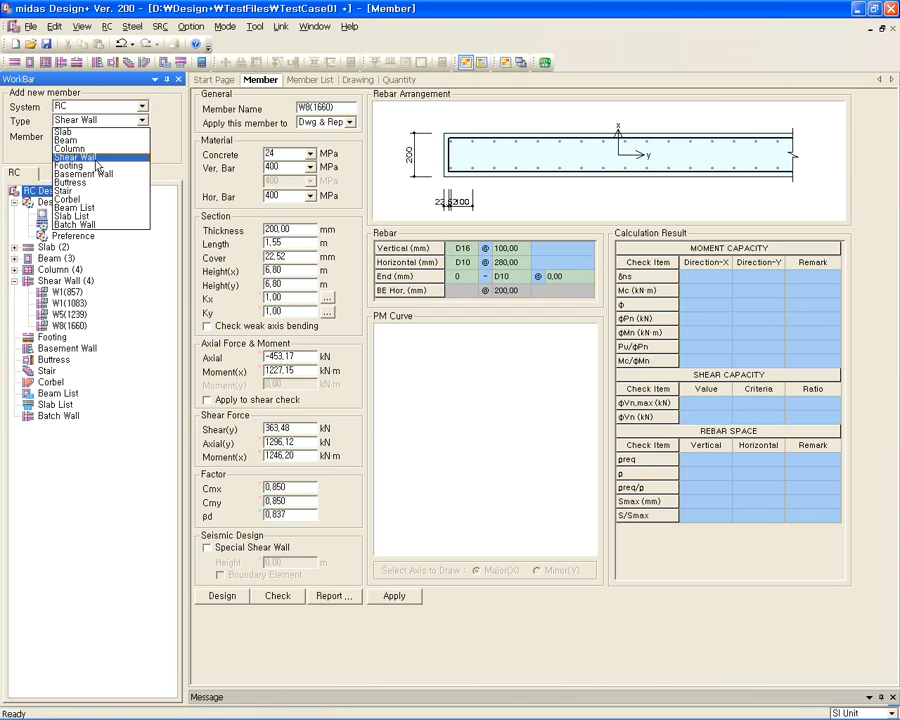 midas Design+ Ver. 200 - [D:₩Design+₩TestFiles₩TestCase01 *] - [Member]
File Edit View RC Steel SRC Option Mode Tool Link Window Help
WorkBar
Start Page Member Member List Drawing Quantity
Add new member
System RC
Type Shear Wall
Member
Slab
Beam
Column
Shear Wall
Footing
Basement Wall
Buttress
Stair
Corbel
Beam List
Slab List
Batch Wall
RC
RC Des
Des
Preference
Slab (2)
Beam (3)
Column (4)
Shear Wall (4)
W1(857)
W1(1083)
W5(1239)
W8(1660)
Footing
Basement Wall
Buttress
Stair
Corbel
Beam List
Slab List
Batch Wall
General
Member Name W8(1660)
Apply this member to Dwg & Rep
Material
Concrete 24 MPa
Ver, Bar 400 MPa
400 MPa
Hor, Bar 400 MPa
Section
Thickness 200,00 mm
Length 1,55 m
Cover 22,52 mm
Height(x) 6,80 m
Height(y) 6,80 m
Kx 1,00 ...
Ky 1,00 ...
Check weak axis bending
Axial Force & Moment
Axial -453,17 kN
Moment(x) 1227,15 kN·m
Moment(y) 0,00 kN·m
Apply to shear check
Shear Force
Shear(y) 363,48 kN
Axial(y) 1296,12 kN
Moment(x) 1246,20 kN·m
Factor
Cmx 0,850
Cmy 0,850
βd 0,837
Seismic Design
Special Shear Wall
Height 0,00 m
Boundary Element
Design Check Report ... Apply
Rebar Arrangement
x
y
200
100
Rebar
Vertical (mm) D16 @ 100,00
Horizontal (mm) D10 @ 280,00
End (mm) 0 - D10 @ 0,00
BE Hor, (mm) @ 200,00
PM Curve
Select Axis to Draw : Major(X) Minor(Y)
Calculation Result
MOMENT CAPACITY
Check Item Direction-X Direction-Y Remark
δns
Mc (kN·m)
ф
фPn (kN)
фMn (kN·m)
Pu/фPn
Mc/фMn
SHEAR CAPACITY
Check Item Value Criteria Ratio
фVn,max (kN)
фVn (kN)
REBAR SPACE
Check Item Vertical Horizontal Remark
ρreq
ρ
ρreq/ρ
Smax (mm)
S/Smax
Message
Ready
SI Unit